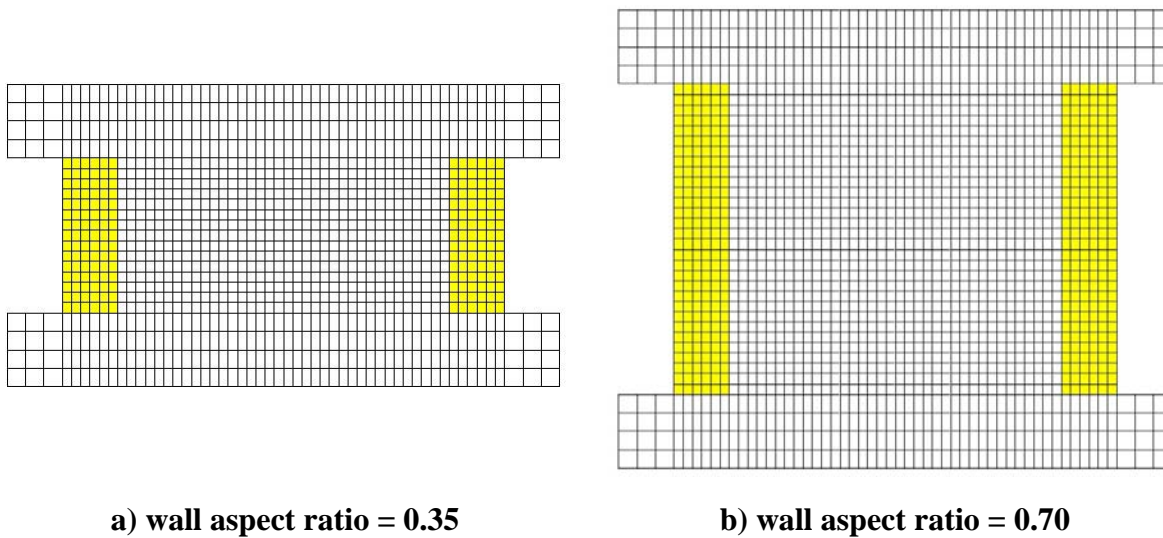 a) wall aspect ratio = 0.35
b) wall aspect ratio = 0.70